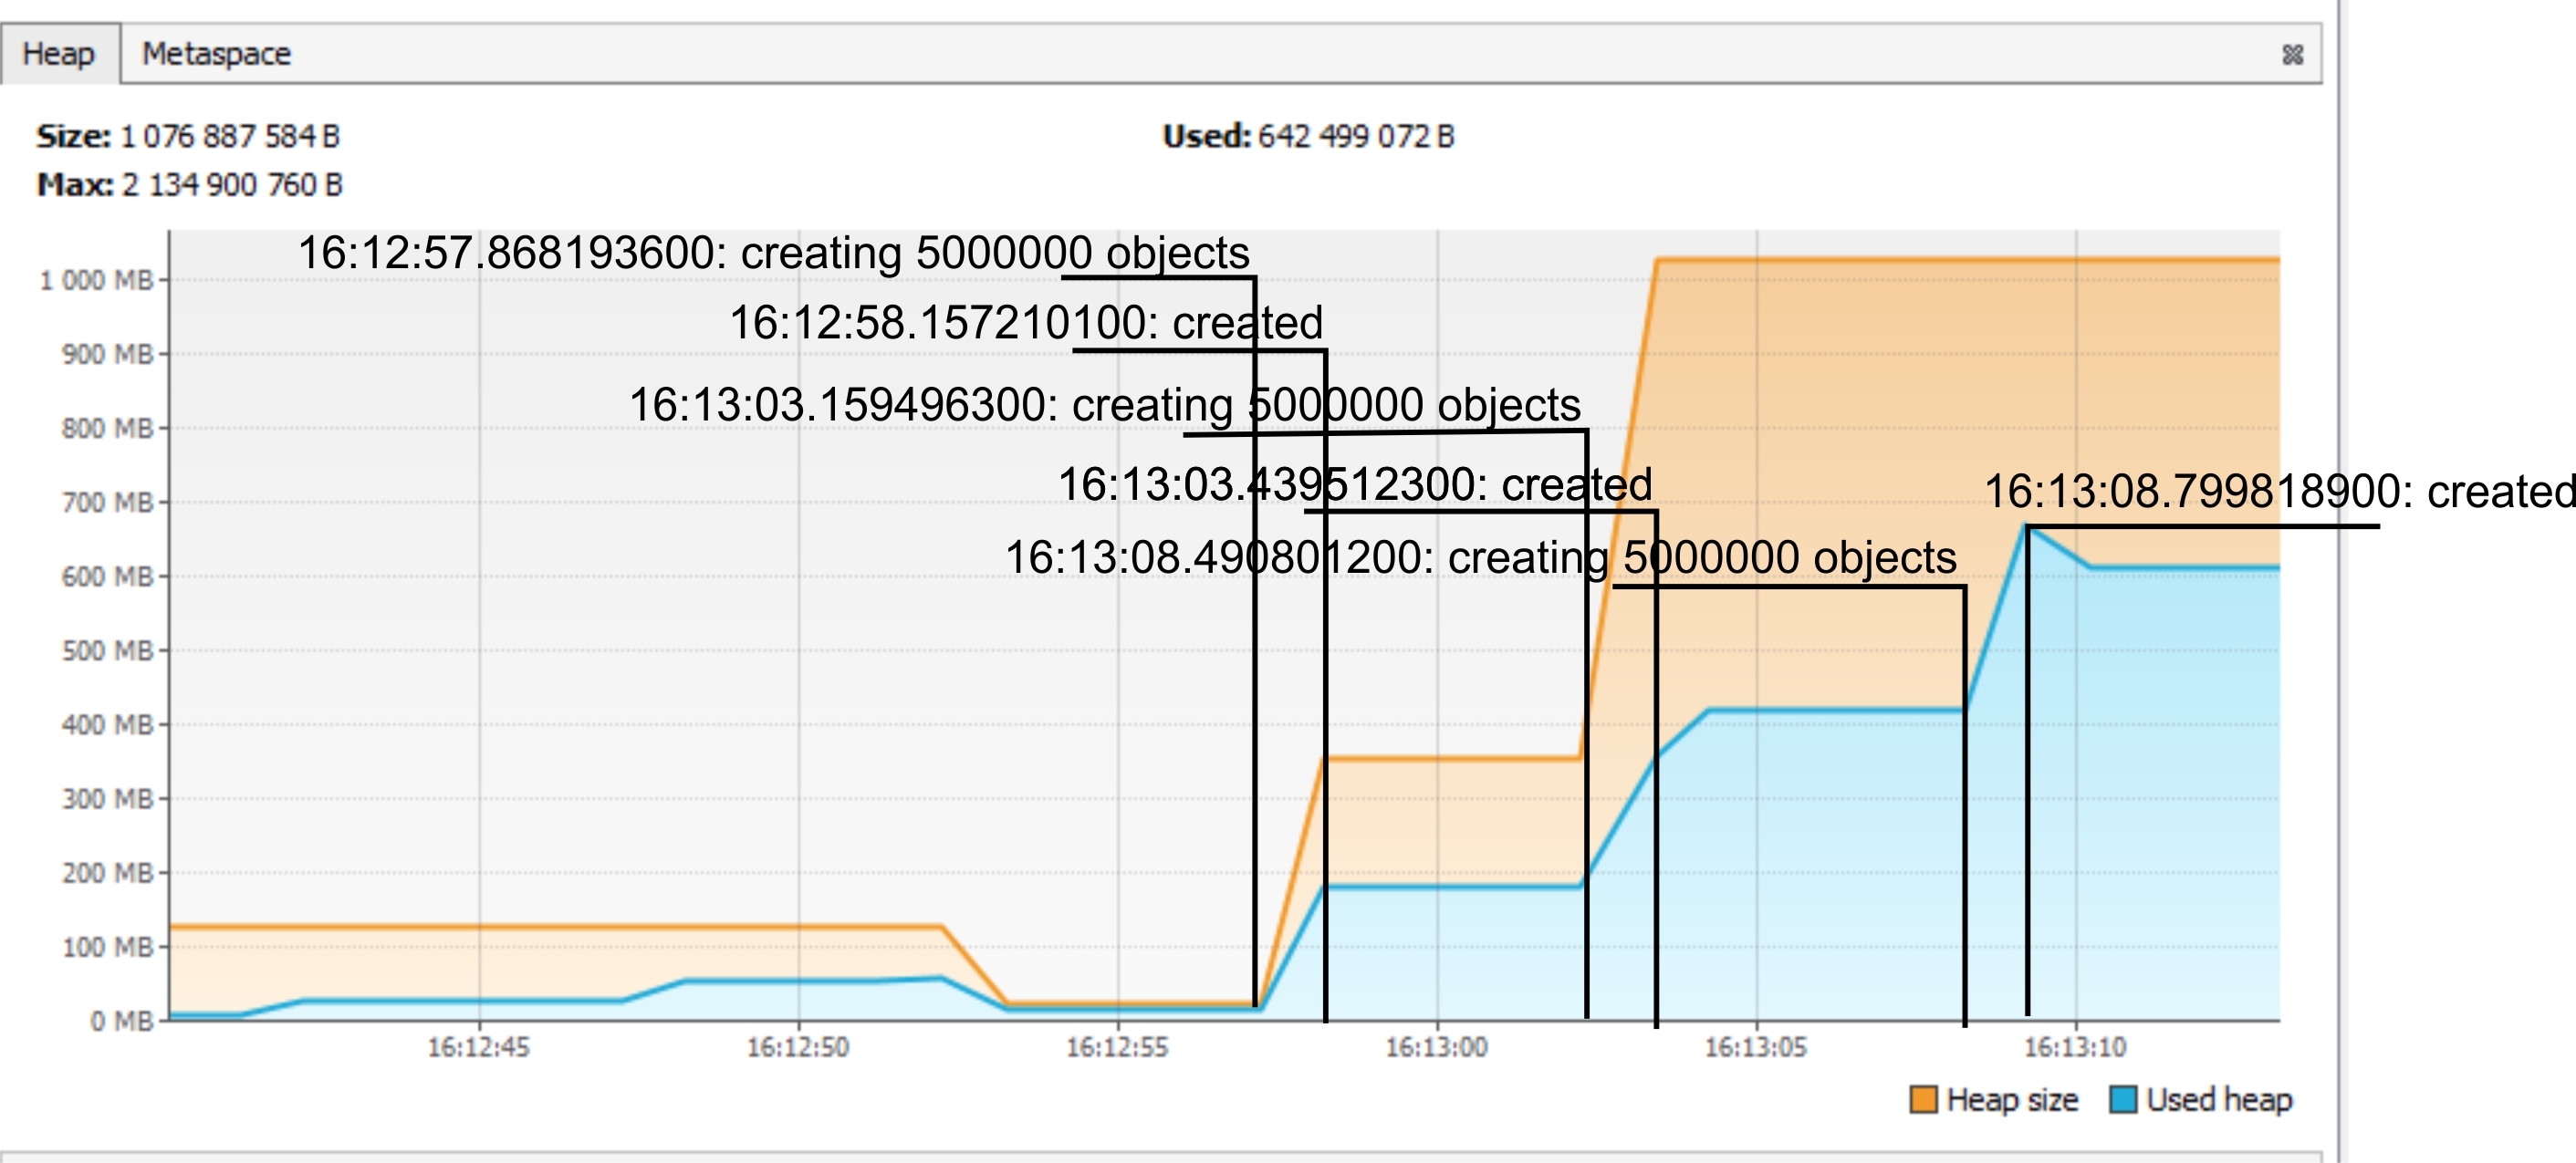 Heap Metaspace
Size: 1 076 887 584 B Used: 642 499 072 B
Max: 2 134 900 760 B
16:12:57.868193600: creating 5000000 objects
1 000 MB
16:12:58.157210100: created
900 MB
16:13:03.159496300: creating 5000000 objects
800 MB
16:13:03.439512300: created
16:13:08.799818900: created
700 MB
16:13:08.490801200: creating 5000000 objects
600 MB
500 MB
400 MB
300 MB
200 MB
100 MB
0 MB
16:12:45 16:12:50 16:12:55 16:13:00 16:13:05 16:13:10
Heap size Used heap